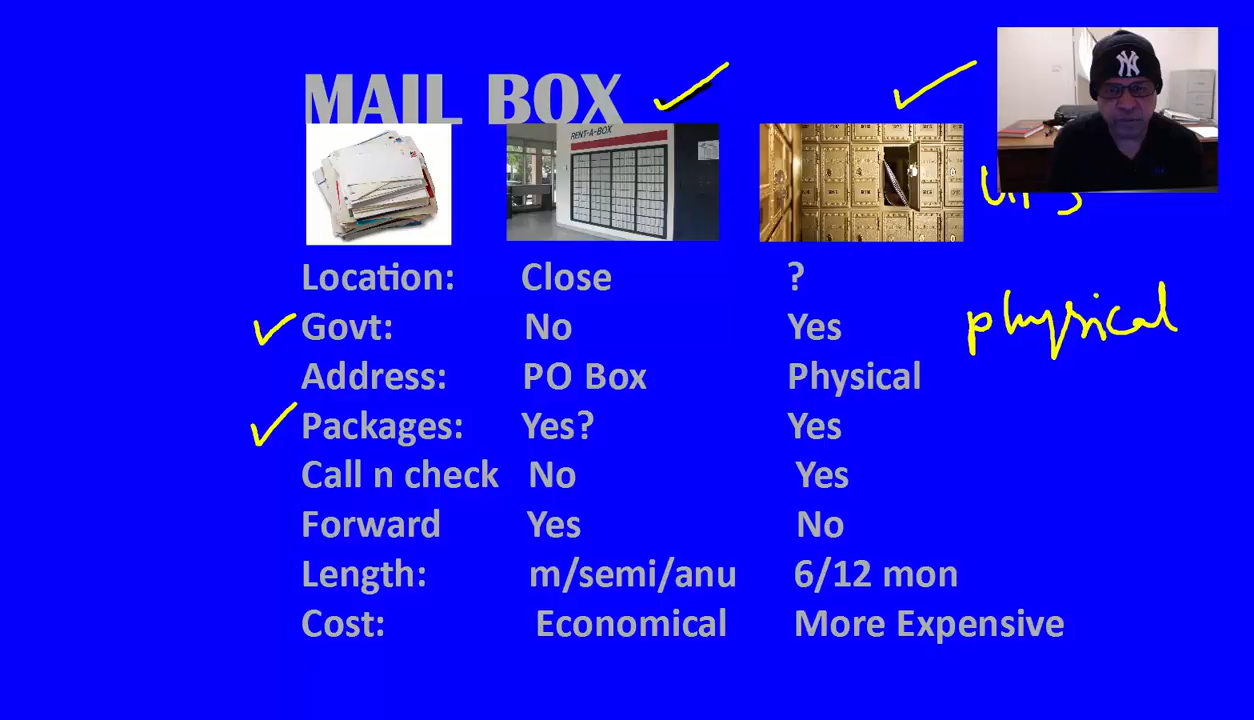 MAIL BOX
RENT-A-BOX
NY
Location: Close ?
Govt: No Yes
physical
Address: PO Box Physical
Packages: Yes? Yes
Call n check No Yes
Forward Yes No
Length: m/semi/anu 6/12 mon
Cost: Economical More Expensive